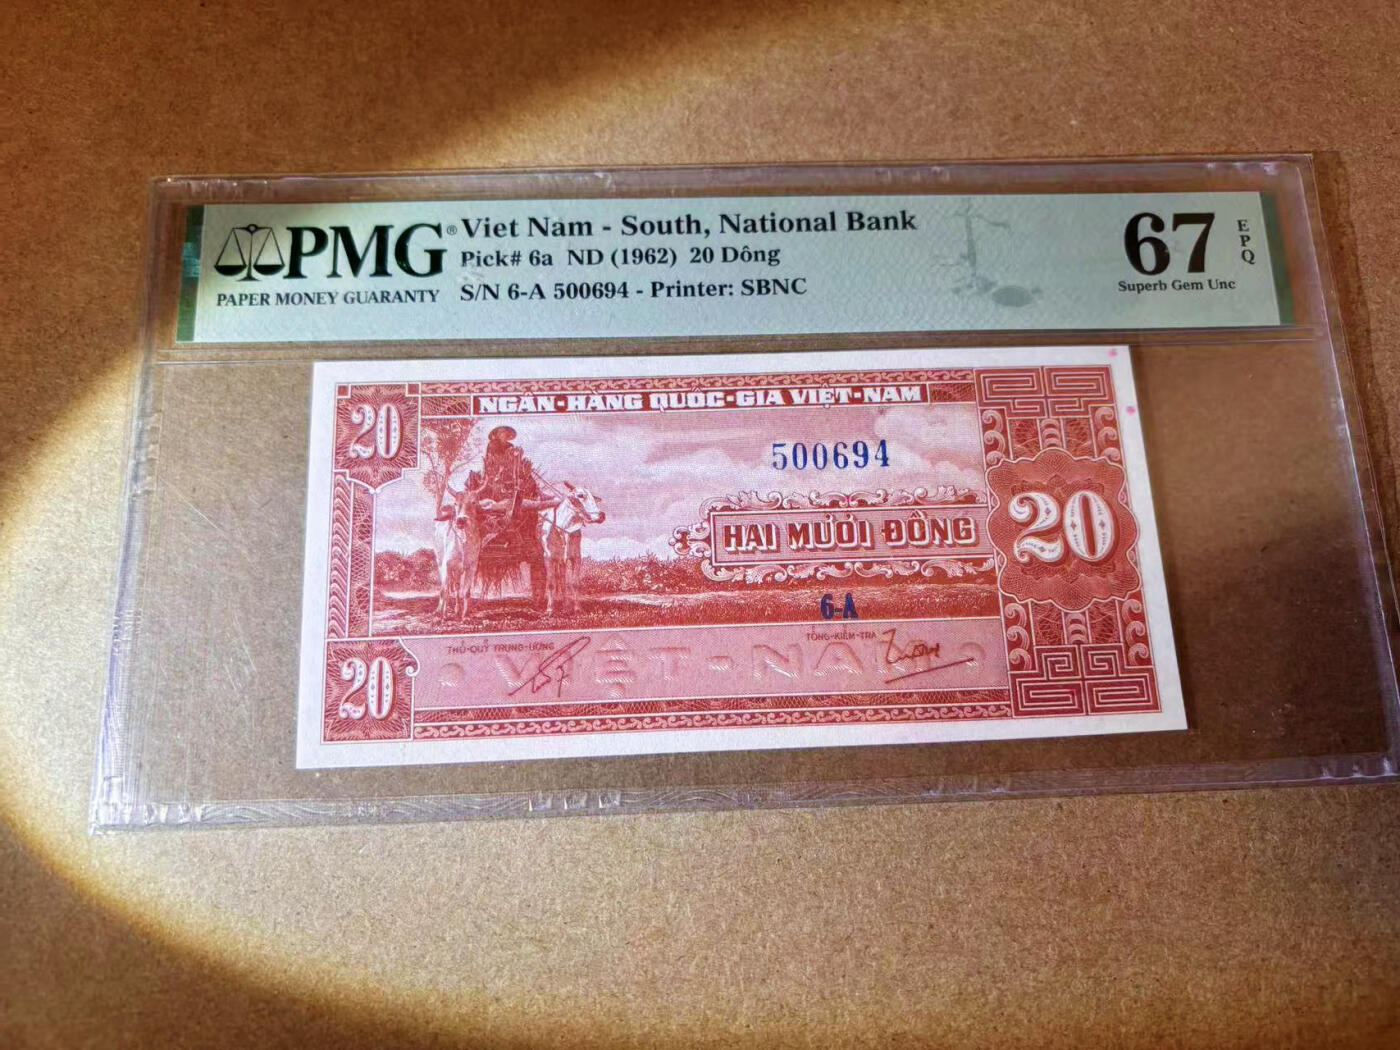 PMG®
PAPER MONEY GUARANTY
Viet Nam - South, National Bank
Pick# 6a ND (1962) 20 Dông
S/N 6-A 500694 - Printer: SBNC
67
EPQ
Superb Gem Unc
20
NGÂN-HÀNG QUỐC-GIA VIỆT-NAM
500694
HAI MƯƠI ĐỒNG
20
6-A
THỦ-QUỸ TRUNG-ƯƠNG
TỔNG-KIỂM-TRA
VIỆT-NAM
20